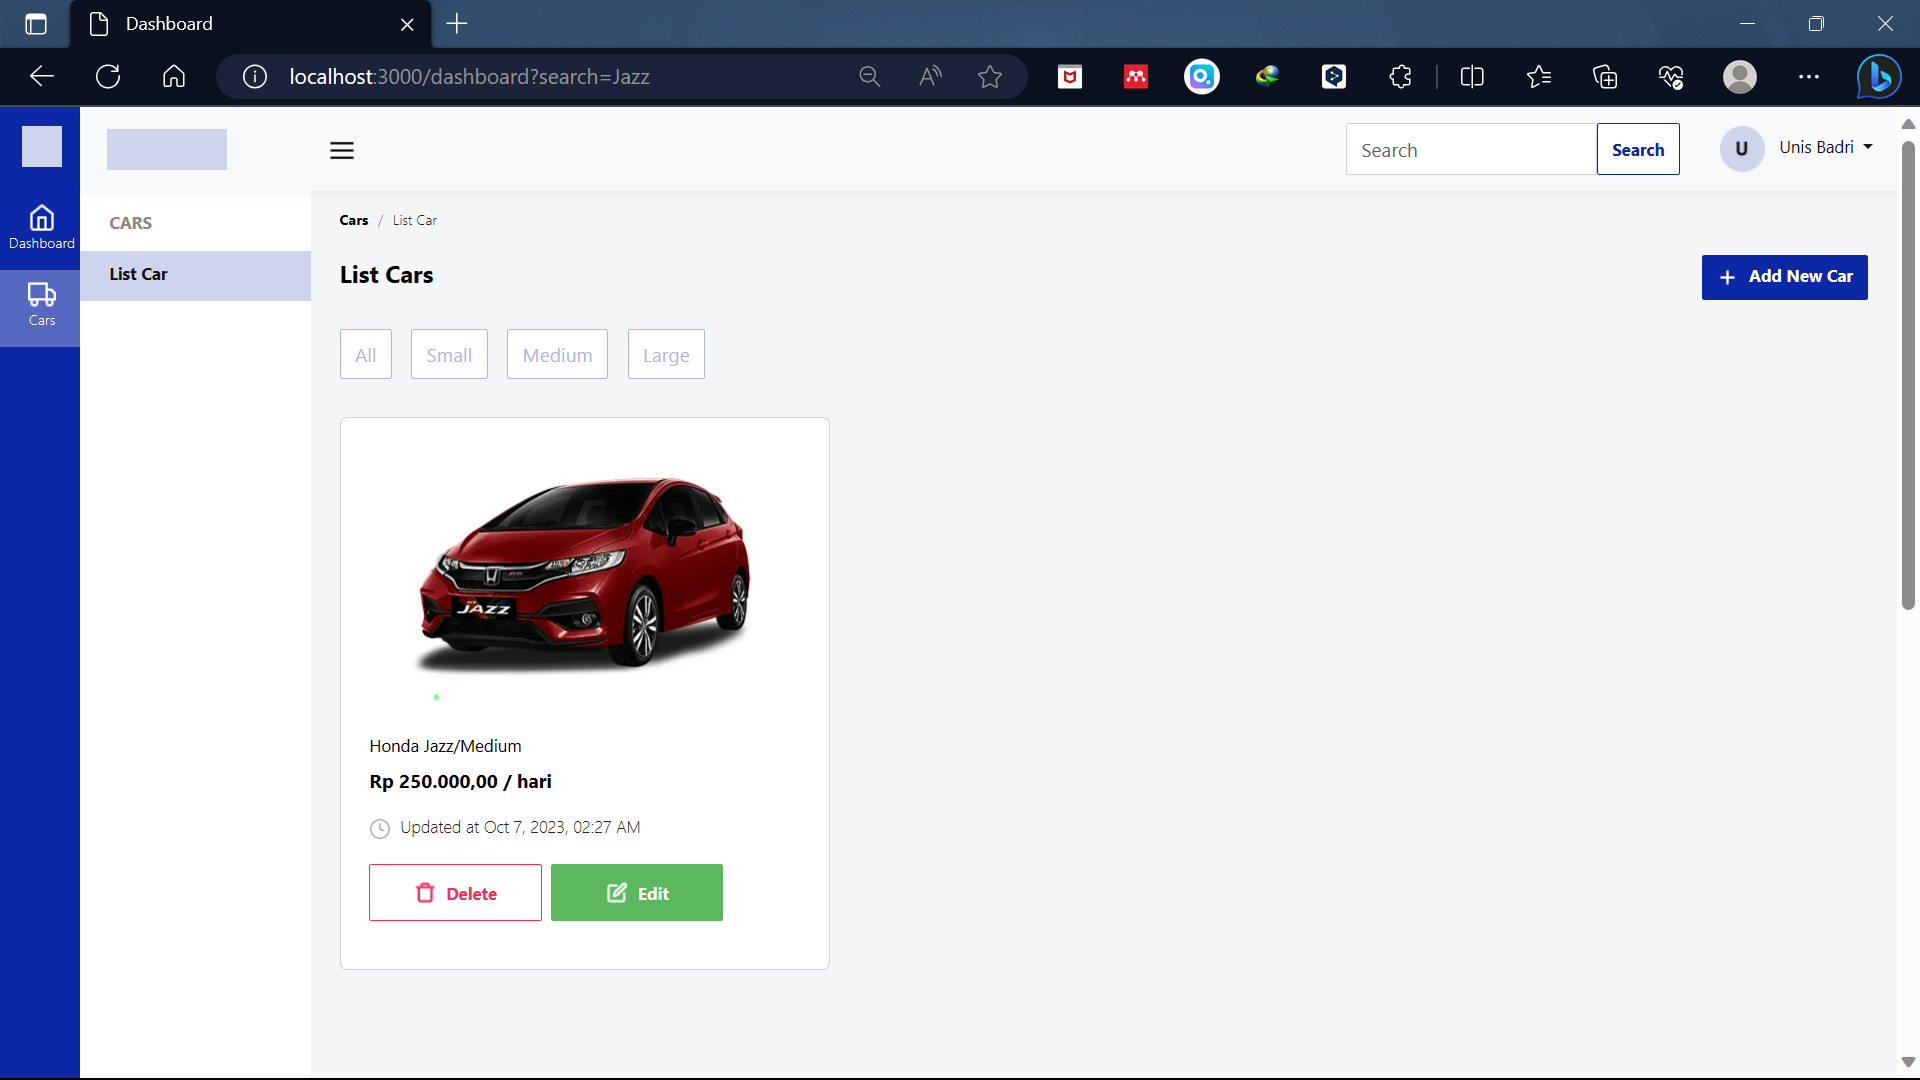 Dashboard
localhost:3000/dashboard?search=Jazz
Search
Search
U
Unis Badri
Dashboard
Cars
CARS
List Car
Cars / List Car
List Cars
+ Add New Car
All
Small
Medium
Large
JAZZ
Honda Jazz/Medium
Rp 250.000,00 / hari
Updated at Oct 7, 2023, 02:27 AM
Delete
Edit